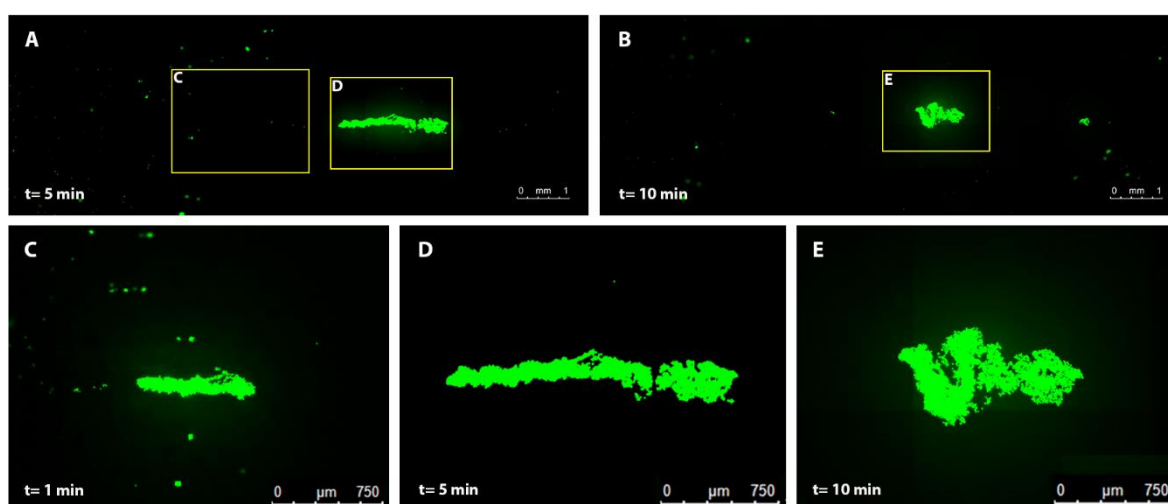 A
C
D
t= 5 min
0 mm 1
B
E
t= 10 min
0 mm 1
C
t= 1 min
0 µm 750
D
t= 5 min
0 µm 750
E
t= 10 min
0 µm 750